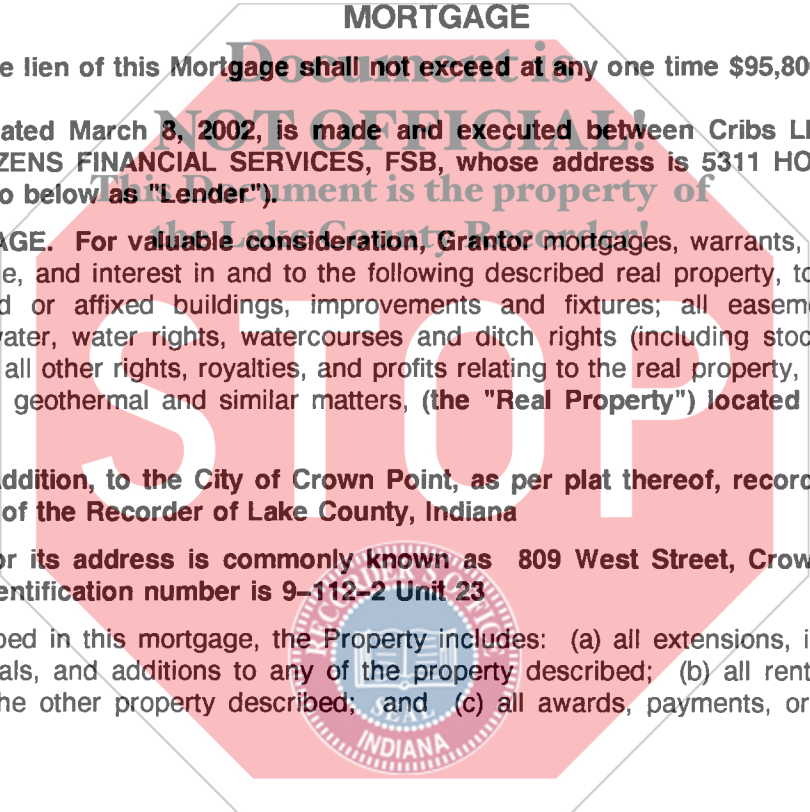 MORTGAGE
Document is
e lien of this Mortgage shall not exceed at any one time $95,80
NOT OFFICIAL!
ated March 8, 2002, is made and executed between Cribs Ll
ZENS FINANCIAL SERVICES, FSB, whose address is 5311 HO
This Document is the property of
o below as "Lender").
the Lake County Recorder!
AGE. For valuable consideration, Grantor mortgages, warrants,
e, and interest in and to the following described real property, to
d or affixed buildings, improvements and fixtures; all easem
vater, water rights, watercourses and ditch rights (including stoc
all other rights, royalties, and profits relating to the real property,
geothermal and similar matters, (the "Real Property") located
STOP
Addition, to the City of Crown Point, as per plat thereof, record
of the Recorder of Lake County, Indiana
or its address is commonly known as 809 West Street, Crow
entification number is 9–112–2 Unit 23
bed in this mortgage, the Property includes: (a) all extensions, i
als, and additions to any of the property described; (b) all rent
he other property described; and (c) all awards, payments, or
RECORDER'S OFFICE
SEAL
INDIANA